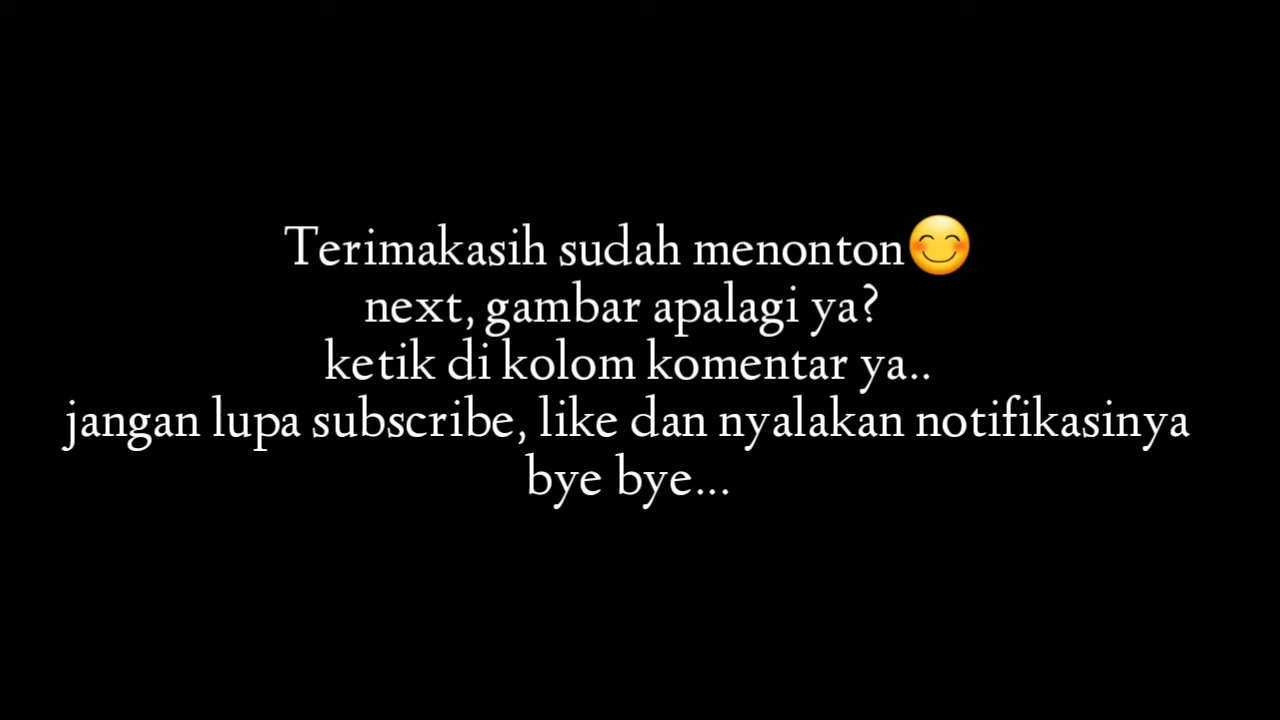 Terimakasih sudah menonton😊
next, gambar apalagi ya?
ketik di kolom komentar ya..
jangan lupa subscribe, like dan nyalakan notifikasinya
bye bye...